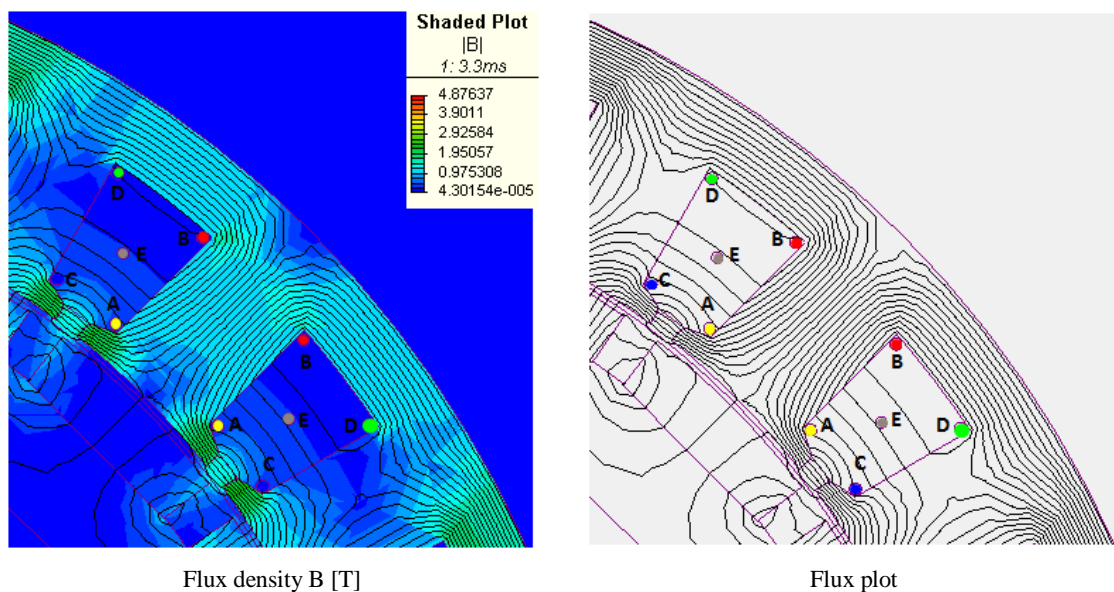 Shaded Plot
|B|
1: 3.3ms
4.87637
3.9011
2.92584
1.95057
0.975308
4.30154e-005
D
B
E
C
A
B
A
E
D
C
D
B
E
C
A
B
A
E
D
C
Flux density B [T]
Flux plot